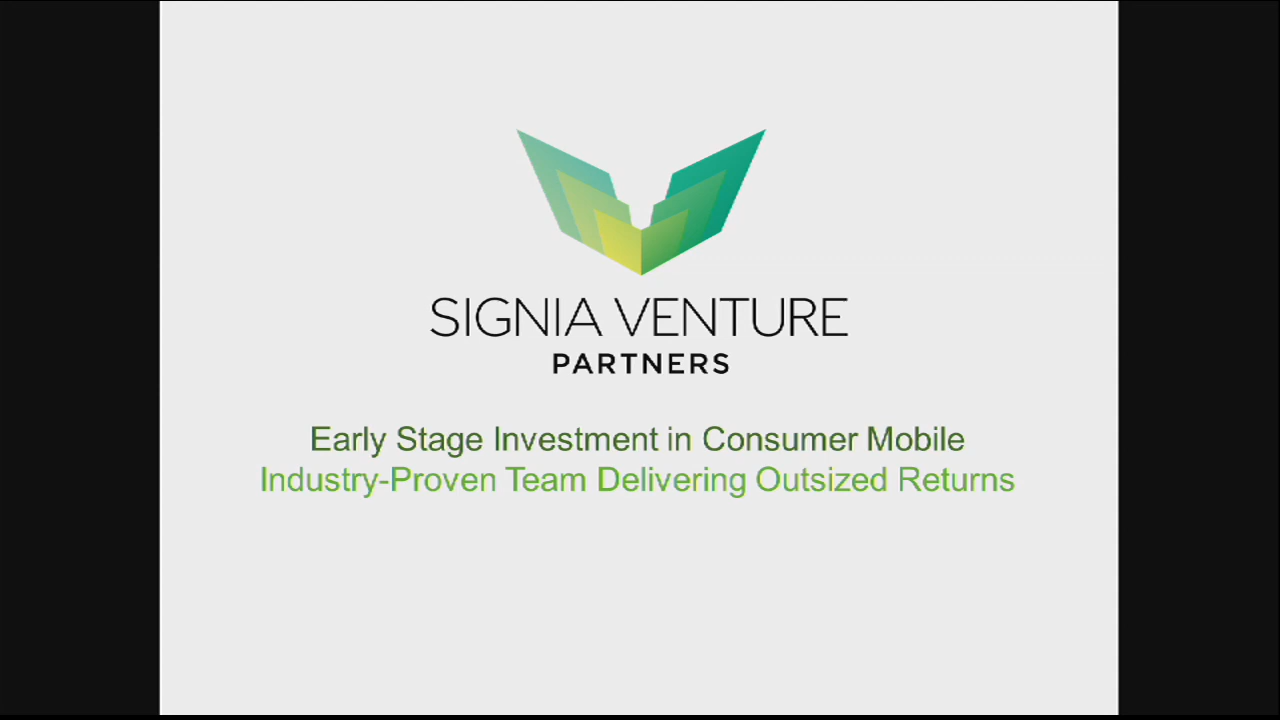 SIGNIA VENTURE
PARTNERS
Early Stage Investment in Consumer Mobile
Industry-Proven Team Delivering Outsized Returns